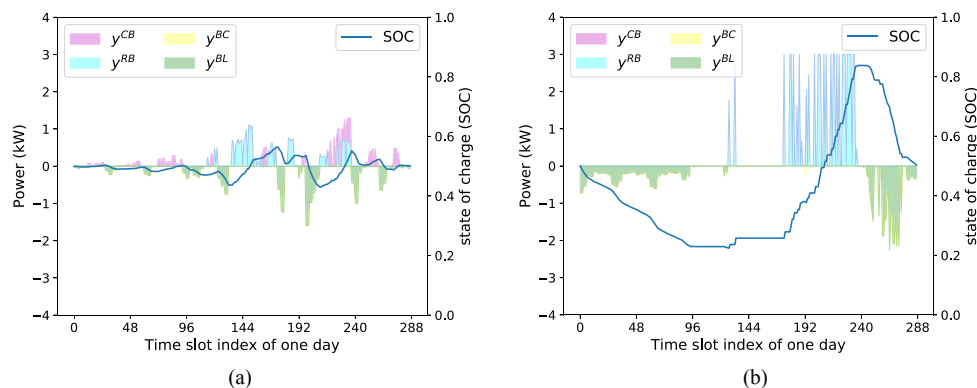 4
3
2
1
0
−1
−2
−3
−4
Power (kW)
y^{CB}
y^{BC}
y^{RB}
y^{BL}
SOC
1.0
0.8
0.6
0.4
0.2
0.0
state of charge (SOC)
0 48 96 144 192 240 288
Time slot index of one day
(a)
4
3
2
1
0
−1
−2
−3
−4
Power (kW)
y^{CB}
y^{BC}
y^{RB}
y^{BL}
SOC
1.0
0.8
0.6
0.4
0.2
0.0
state of charge (SOC)
0 48 96 144 192 240 288
Time slot index of one day
(b)